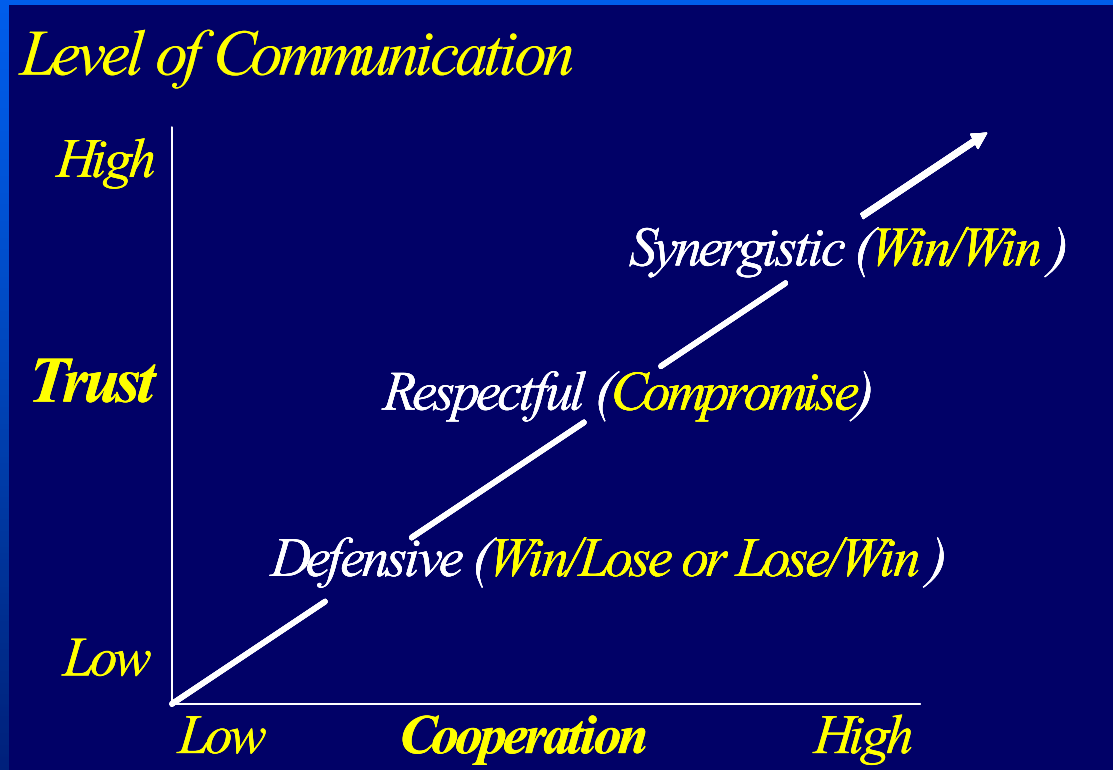 Level of Communication
High
Synergistic (Win/Win )
Trust
Respectful (Compromise)
Defensive (Win/Lose or Lose/Win )
Low
Low Cooperation High